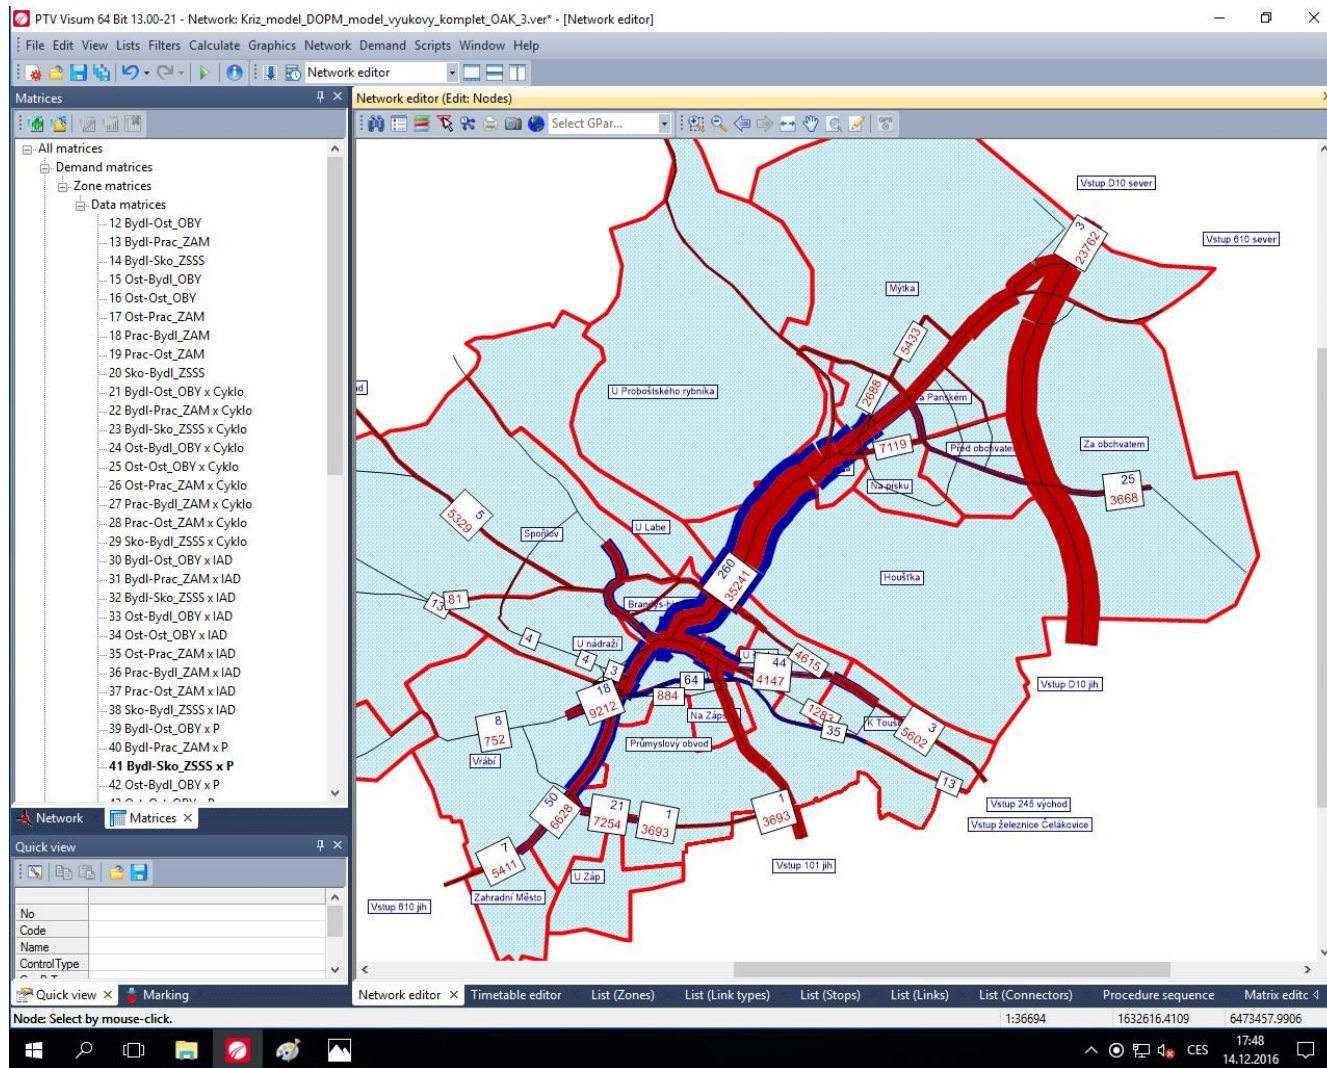 PTV Visum 64 Bit 13.00-21 - Network: Kriz_model_DOPM_model_vyukovy_komplet_OAK_3.ver* - [Network editor]
File Edit View Lists Filters Calculate Graphics Network Demand Scripts Window Help
Network editor
Matrices
All matrices
Demand matrices
Zone matrices
Data matrices
12 Bydl-Ost_OBY
13 Bydl-Prac_ZAM
14 Bydl-Sko_ZSSS
15 Ost-Bydl_OBY
16 Ost-Ost_OBY
17 Ost-Prac_ZAM
18 Prac-Bydl_ZAM
19 Prac-Ost_ZAM
20 Sko-Bydl_ZSSS
21 Bydl-Ost_OBY x Cyklo
22 Bydl-Prac_ZAM x Cyklo
23 Bydl-Sko_ZSSS x Cyklo
24 Ost-Bydl_OBY x Cyklo
25 Ost-Ost_OBY x Cyklo
26 Ost-Prac_ZAM x Cyklo
27 Prac-Bydl_ZAM x Cyklo
28 Prac-Ost_ZAM x Cyklo
29 Sko-Bydl_ZSSS x Cyklo
30 Bydl-Ost_OBY x IAD
31 Bydl-Prac_ZAM x IAD
32 Bydl-Sko_ZSSS x IAD
33 Ost-Bydl_OBY x IAD
34 Ost-Ost_OBY x IAD
35 Ost-Prac_ZAM x IAD
36 Prac-Bydl_ZAM x IAD
37 Prac-Ost_ZAM x IAD
38 Sko-Bydl_ZSSS x IAD
39 Bydl-Ost_OBY x P
40 Bydl-Prac_ZAM x P
41 Bydl-Sko_ZSSS x P
42 Ost-Bydl_OBY x P
Network
Matrices
Quick view
No
Code
Name
ControlType
Quick view
Marking
Network editor (Edit: Nodes)
Select GPar...
Vstup D10 sever
3
23762
Vstup 610 sever
Mýtka
5433
U Proboštského rybníka
2688
a Panském
7119
Před obchvatem
Za obchvatem
25
3668
Na písku
5
5329
Spořilov
U Labe
260
35241
Houštka
13
81
4
U nádraží
4
3
4615
44
4147
64
884
18
9212
Vstup D10 jih
Na Záps
1283
35
K Touš
3
5602
8
752
Průmyslový obvod
Vrábí
13
50
6628
21
7254
1
3693
1
3693
Vstup 245 východ
Vstup železnice Čelákovice
7
5411
U Záp
Vstup 101 jih
Zahradní Město
Vstup 610 jih
Network editor
Timetable editor
List (Zones)
List (Link types)
List (Stops)
List (Links)
List (Connectors)
Procedure sequence
Matrix editc
Node: Select by mouse-click.
1:36694
1632616.4109
6473457.9906
CES
17:48
14.12.2016